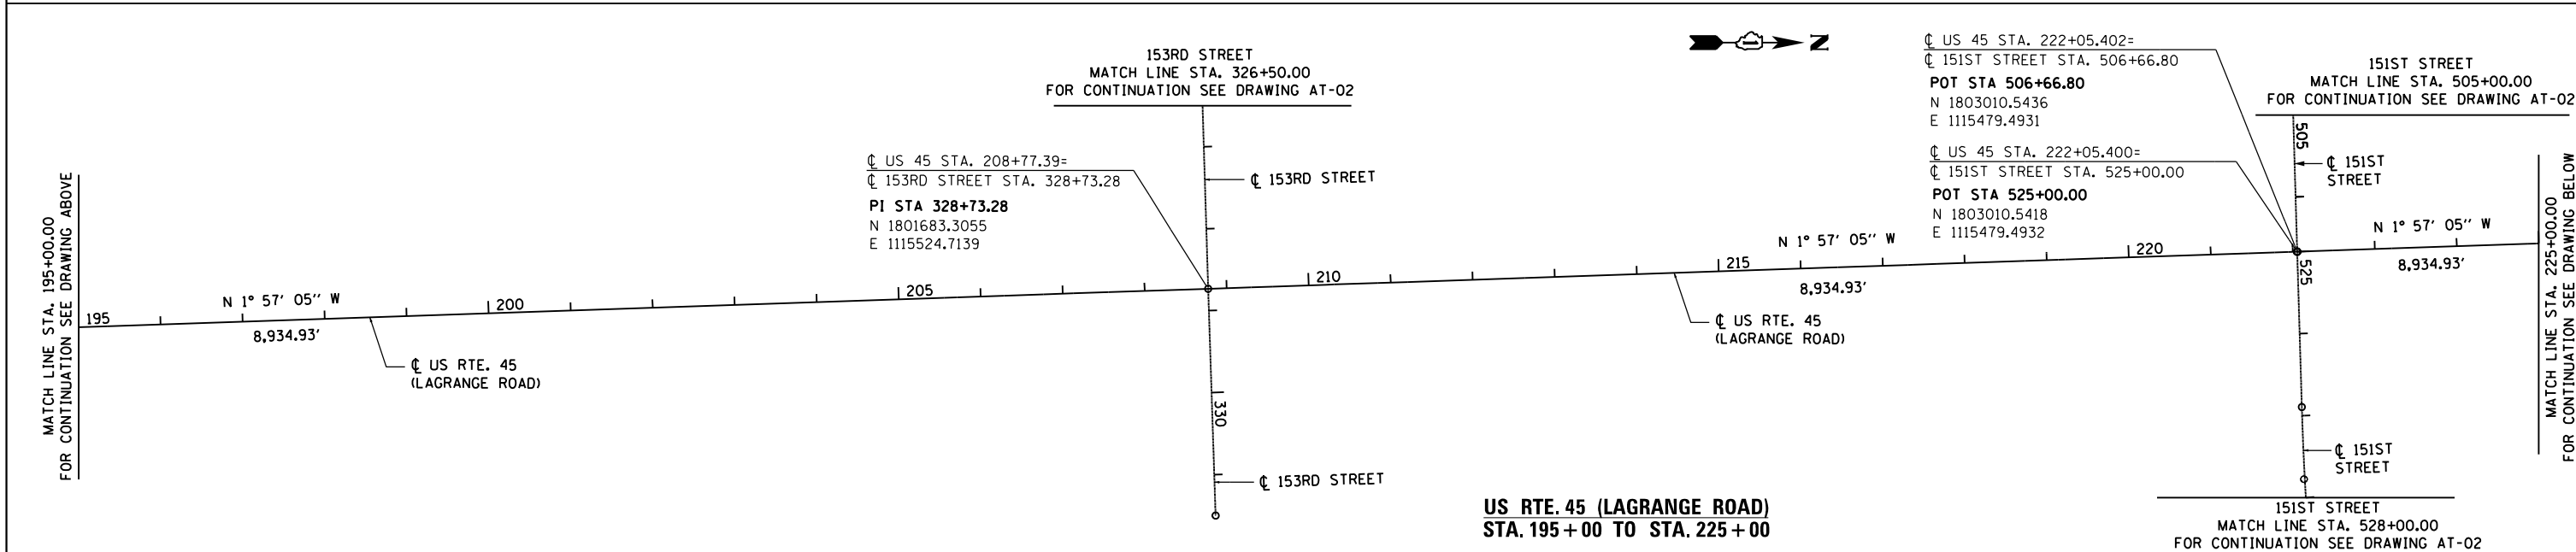 MATCH LINE STA. 195+00.00
FOR CONTINUATION SEE DRAWING ABOVE
195
N 1° 57' 05'' W
8,934.93'
℄ US RTE. 45
(LAGRANGE ROAD)
200
205
℄ US 45 STA. 208+77.39=
℄ 153RD STREET STA. 328+73.28
PI STA 328+73.28
N 1801683.3055
E 1115524.7139
153RD STREET
MATCH LINE STA. 326+50.00
FOR CONTINUATION SEE DRAWING AT-02
℄ 153RD STREET
210
330
℄ 153RD STREET
N
215
N 1° 57' 05'' W
8,934.93'
℄ US RTE. 45
(LAGRANGE ROAD)
℄ US 45 STA. 222+05.402=
℄ 151ST STREET STA. 506+66.80
POT STA 506+66.80
N 1803010.5436
E 1115479.4931
℄ US 45 STA. 222+05.400=
℄ 151ST STREET STA. 525+00.00
POT STA 525+00.00
N 1803010.5418
E 1115479.4932
220
151ST STREET
MATCH LINE STA. 505+00.00
FOR CONTINUATION SEE DRAWING AT-02
505
℄ 151ST
STREET
N 1° 57' 05'' W
8,934.93'
525
℄ 151ST
STREET
151ST STREET
MATCH LINE STA. 528+00.00
FOR CONTINUATION SEE DRAWING AT-02
MATCH LINE STA. 225+00.00
FOR CONTINUATION SEE DRAWING BELOW
US RTE. 45 (LAGRANGE ROAD)
STA. 195+00 TO STA. 225+00